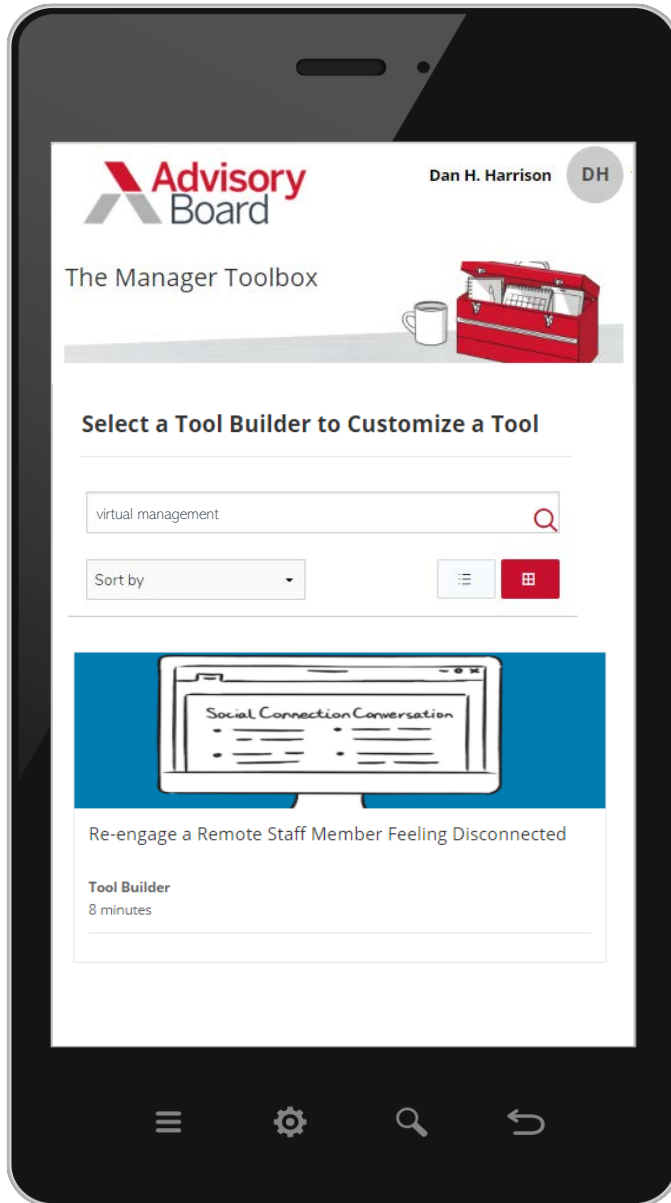 Advisory
Board
Dan H. Harrison
DH
The Manager Toolbox
Select a Tool Builder to Customize a Tool
virtual management
Sort by
Social Connection Conversation
Re-engage a Remote Staff Member Feeling Disconnected
Tool Builder
8 minutes